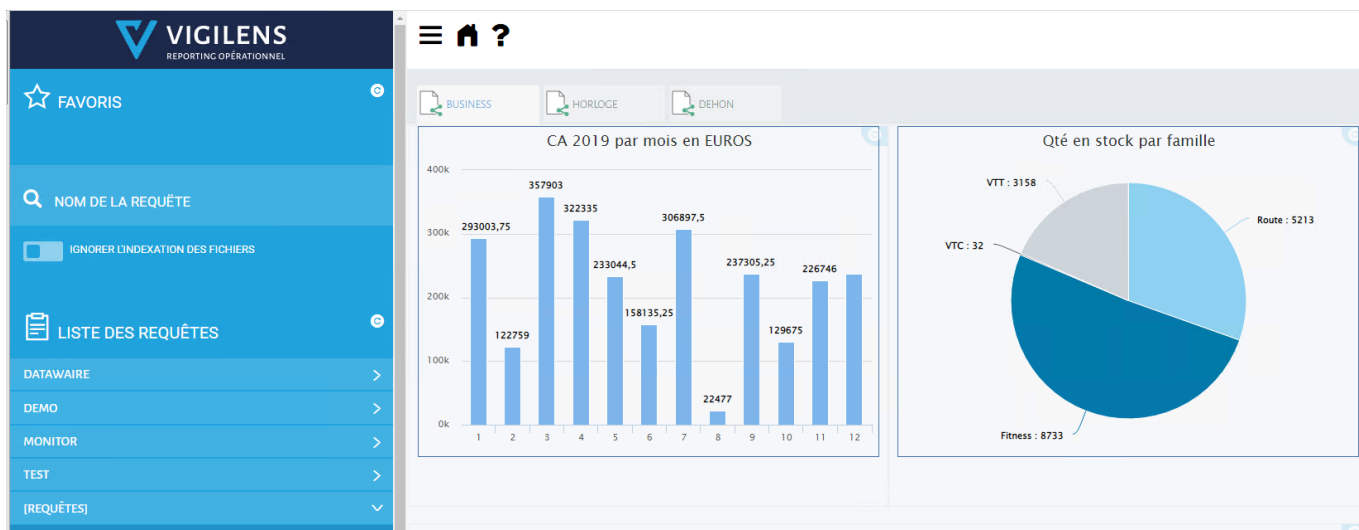 VIGILENS
REPORTING OPÉRATIONNEL
FAVORIS
NOM DE LA REQUËTE
IGNORER L'INDEXATION DES FICHIERS
LISTE DES REQUÊTES
DATAWAIRE
DEMO
MONITOR
TEST
[REQUÊTES]
?
BUSINESS
HORLOGE
DEHON
CA 2019 par mois en EUROS
400k
300k
200k
100k
0k
293003,75
122759
357903
322335
233044,5
158135,25
306897,5
22477
237305,25
129675
226746
1 2 3 4 5 6 7 8 9 10 11 12
Qté en stock par famille
VTT : 3158
Route : 5213
VTC : 32
Fitness : 8733